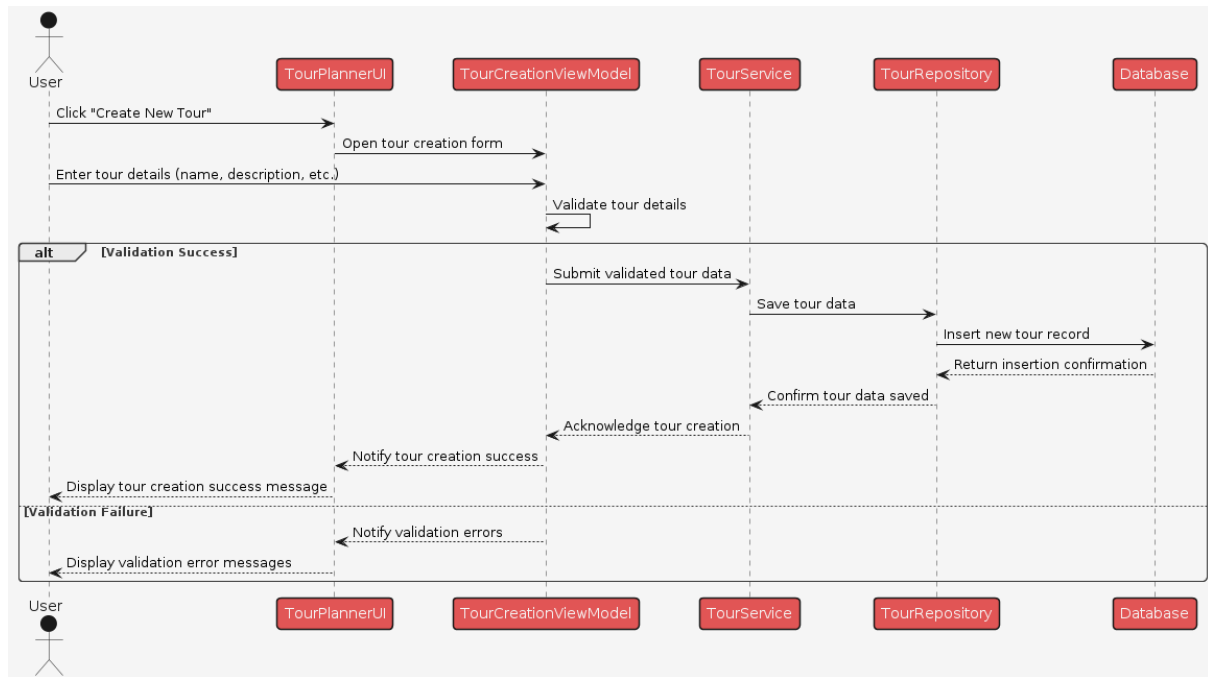 User
TourPlannerUI
TourCreationViewModel
TourService
TourRepository
Database
Click "Create New Tour"
Open tour creation form
Enter tour details (name, description, etc.)
Validate tour details
alt [Validation Success]
Submit validated tour data
Save tour data
Insert new tour record
Return insertion confirmation
Confirm tour data saved
Acknowledge tour creation
Notify tour creation success
Display tour creation success message
[Validation Failure]
Notify validation errors
Display validation error messages
User
TourPlannerUI
TourCreationViewModel
TourService
TourRepository
Database